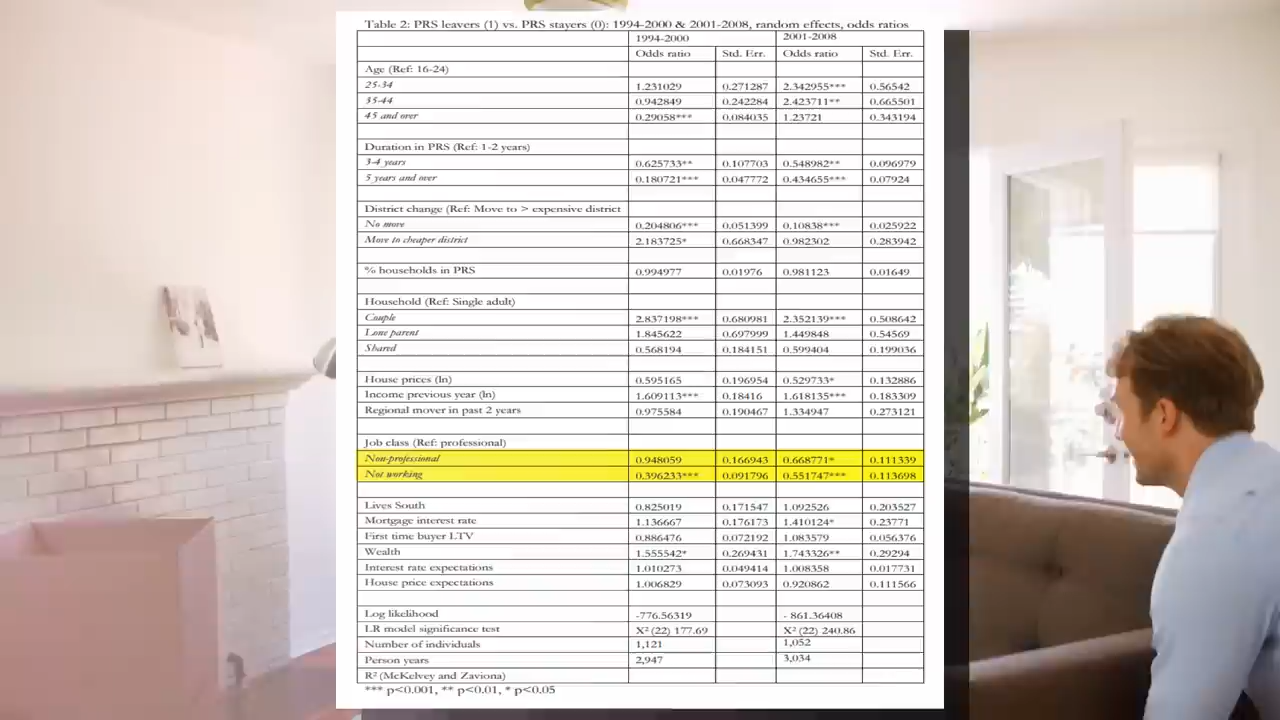 Table 2: PRS leavers (1) vs. PRS stayers (0): 1994-2000 & 2001-2008, random effects, odds ratios
1994-2000 2001-2008
Odds ratio Std. Err. Odds ratio Std. Err.
Age (Ref: 16-24)
25-34 1.231029 0.271287 2.342955*** 0.56542
35-44 0.942849 0.242284 2.423711** 0.665501
45 and over 0.29058*** 0.084035 1.23721 0.343194
Duration in PRS (Ref: 1-2 years)
3-4 years 0.625733** 0.107703 0.548982** 0.096979
5 years and over 0.180721*** 0.047772 0.434655*** 0.07924
District change (Ref: Move to > expensive district
No move 0.204806*** 0.051399 0.10838*** 0.025922
Move to cheaper district 2.183725* 0.668347 0.982302 0.283942
% households in PRS 0.994977 0.01976 0.981123 0.01649
Household (Ref: Single adult)
Couple 2.837198*** 0.680981 2.352139*** 0.508642
Lone parent 1.845622 0.697999 1.449848 0.54569
Shared 0.568194 0.184151 0.599404 0.199036
House prices (ln) 0.595165 0.196954 0.529733* 0.132886
Income previous year (ln) 1.609113*** 0.18416 1.618135*** 0.183309
Regional mover in past 2 years 0.975584 0.190467 1.334947 0.273121
Job class (Ref: professional)
Non-professional 0.948059 0.166943 0.668771* 0.111339
Not working 0.396233*** 0.091796 0.551747*** 0.113698
Lives South 0.825019 0.171547 1.092526 0.203527
Mortgage interest rate 1.136667 0.176173 1.410124* 0.23771
First time buyer LTV 0.886476 0.072192 1.083579 0.056376
Wealth 1.555542* 0.269431 1.743326** 0.29294
Interest rate expectations 1.010273 0.049414 1.008358 0.017731
House price expectations 1.006829 0.073093 0.920862 0.111566
Log likelihood -776.56319 - 861.36408
LR model significance test X² (22) 177.69 X² (22) 240.86
Number of individuals 1,121 1,052
Person years 2,947 3,034
R² (McKelvey and Zaviona)
*** p<0.001, ** p<0.01, * p<0.05